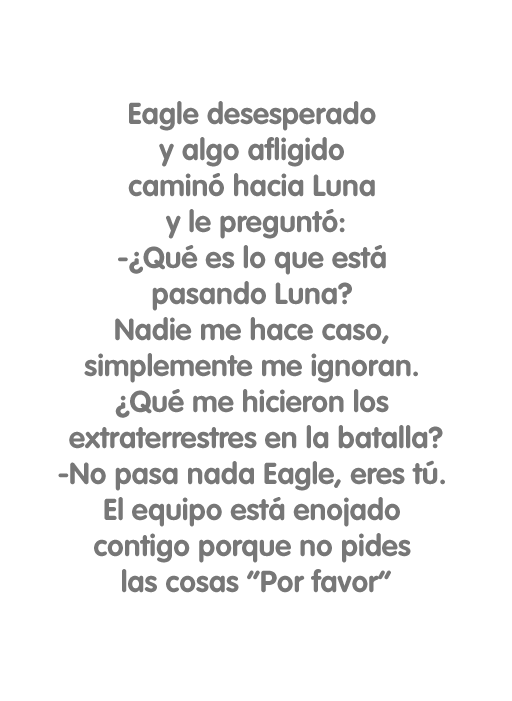 Eagle desesperado
y algo afligido
caminó hacia Luna
y le preguntó:
-¿Qué es lo que está
pasando Luna?
Nadie me hace caso,
simplemente me ignoran.
¿Qué me hicieron los
extraterrestres en la batalla?
-No pasa nada Eagle, eres tú.
El equipo está enojado
contigo porque no pides
las cosas “Por favor”